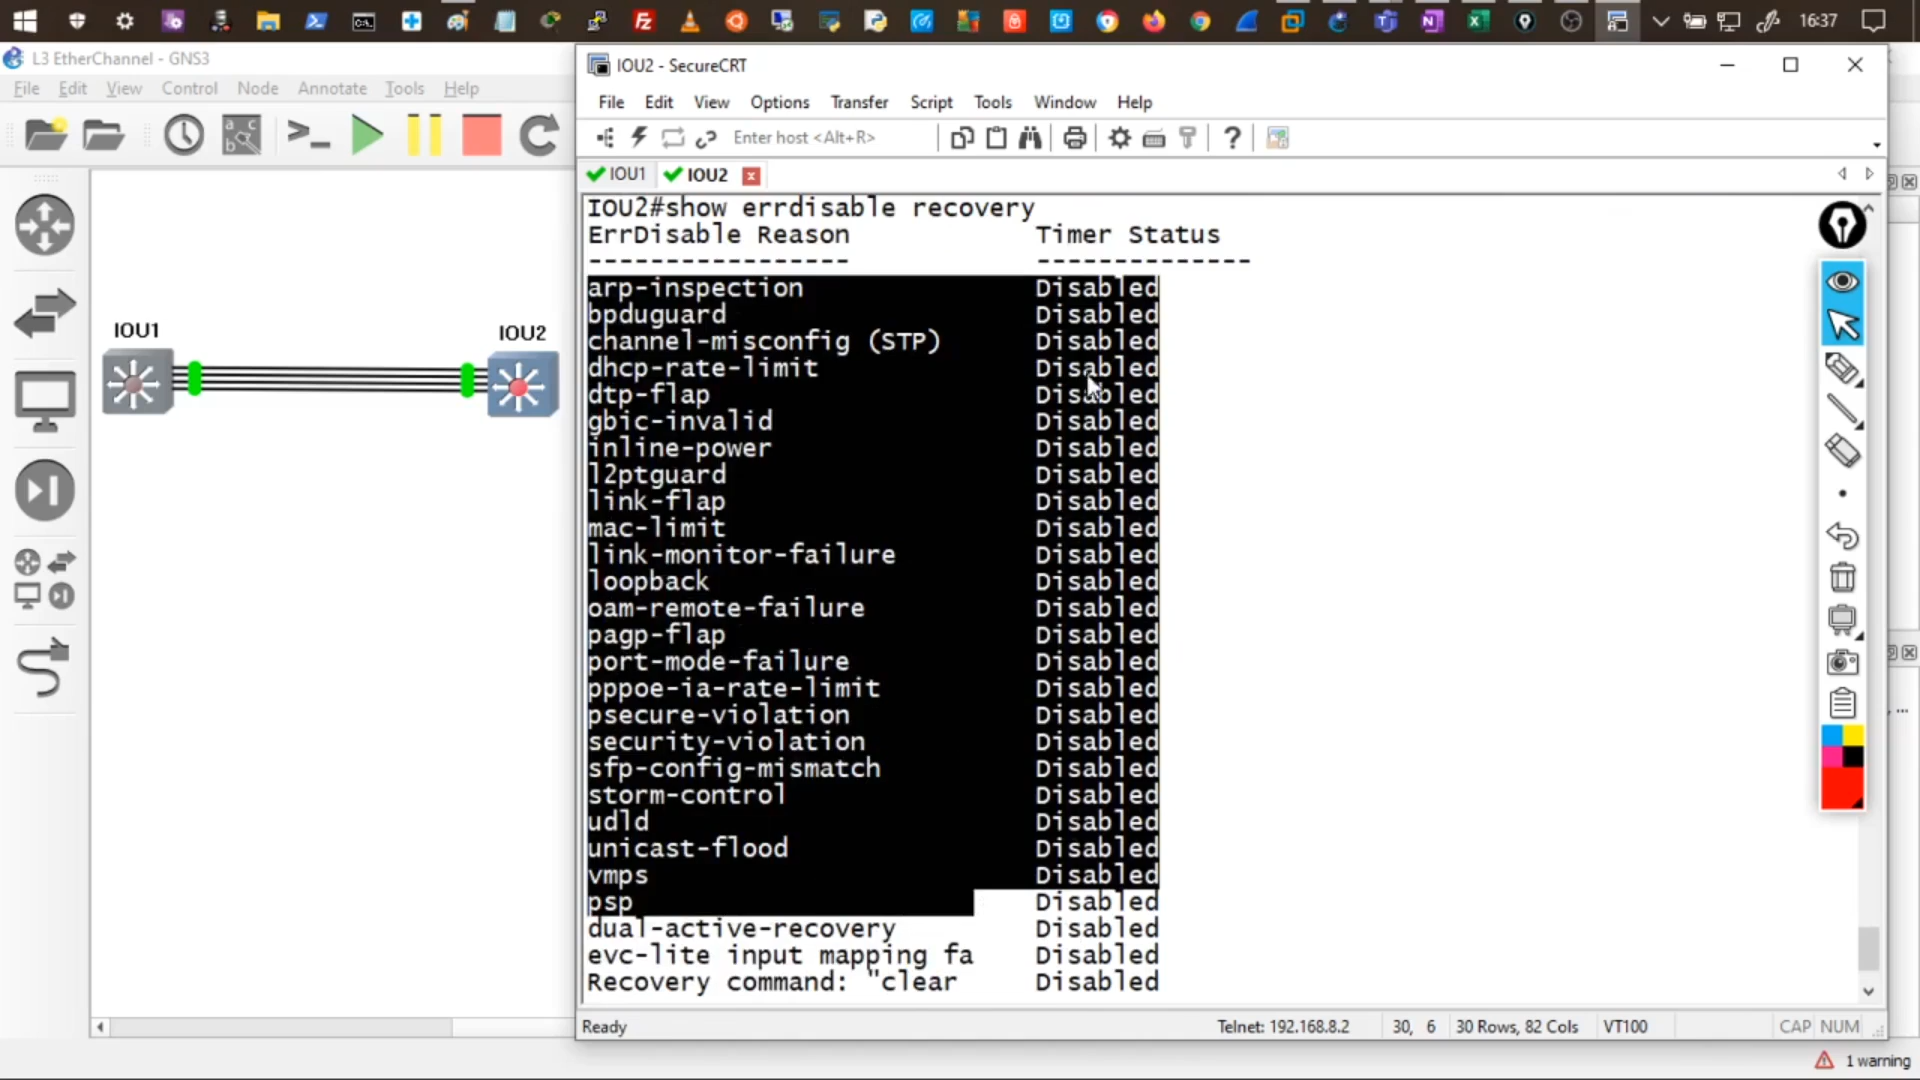 16:37
L3 EtherChannel - GNS3
File Edit View Control Node Annotate Tools Help
IOU1
IOU2
IOU2 - SecureCRT
File Edit View Options Transfer Script Tools Window Help
Enter host <Alt+R>
IOU1 IOU2
IOU2#show errdisable recovery
ErrDisable Reason Timer Status
----------------- --------------
arp-inspection Disabled
bpduguard Disabled
channel-misconfig (STP) Disabled
dhcp-rate-limit Disabled
dtp-flap Disabled
gbic-invalid Disabled
inline-power Disabled
l2ptguard Disabled
link-flap Disabled
mac-limit Disabled
link-monitor-failure Disabled
loopback Disabled
oam-remote-failure Disabled
pagp-flap Disabled
port-mode-failure Disabled
pppoe-ia-rate-limit Disabled
psecure-violation Disabled
security-violation Disabled
sfp-config-mismatch Disabled
storm-control Disabled
udld Disabled
unicast-flood Disabled
vmps Disabled
psp Disabled
dual-active-recovery Disabled
evc-lite input mapping fa Disabled
Recovery command: "clear Disabled
Ready Telnet: 192.168.8.2 30, 6 30 Rows, 82 Cols VT100 CAP NUM
1 warning